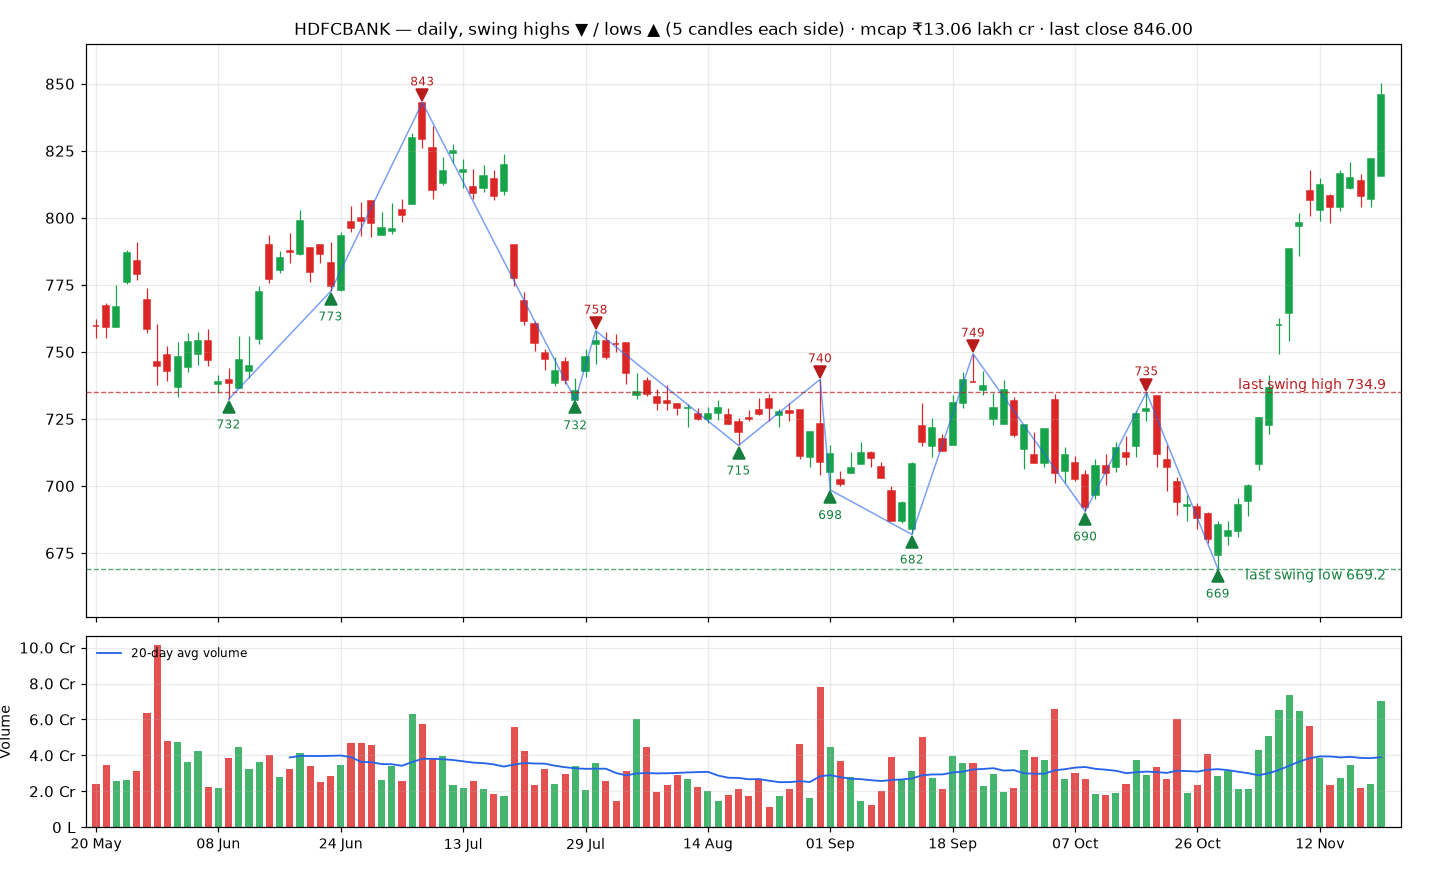 HDFCBANK — daily, swing highs ▼ / lows ▲ (5 candles each side) · mcap ₹13.06 lakh cr · last close 846.00
850
825
800
775
750
725
700
675
843
773
732
758
732
715
740
698
682
749
690
735
669
last swing high 734.9
last swing low 669.2
Volume
10.0 Cr
8.0 Cr
6.0 Cr
4.0 Cr
2.0 Cr
0 L
20-day avg volume
20 May
08 Jun
24 Jun
13 Jul
29 Jul
14 Aug
01 Sep
18 Sep
07 Oct
26 Oct
12 Nov